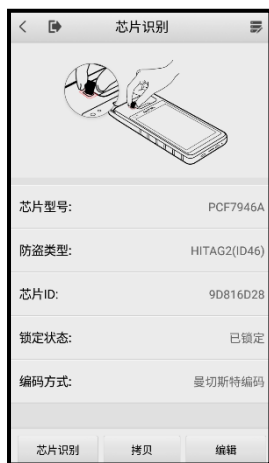 芯片识别
芯片型号: PCF7946A
防盗类型: HITAG2(ID46)
芯片ID: 9D816D28
锁定状态: 已锁定
编码方式: 曼切斯特编码
芯片识别 拷贝 编辑